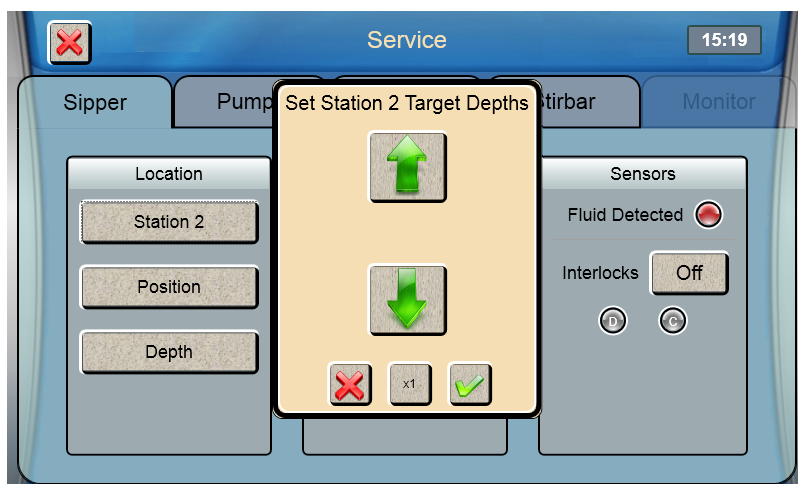 Service
15:19
Sipper
Pump
Stirbar
Monitor
Set Station 2 Target Depths
Location
Station 2
Position
Depth
x1
Sensors
Fluid Detected
Interlocks
Off
D
C